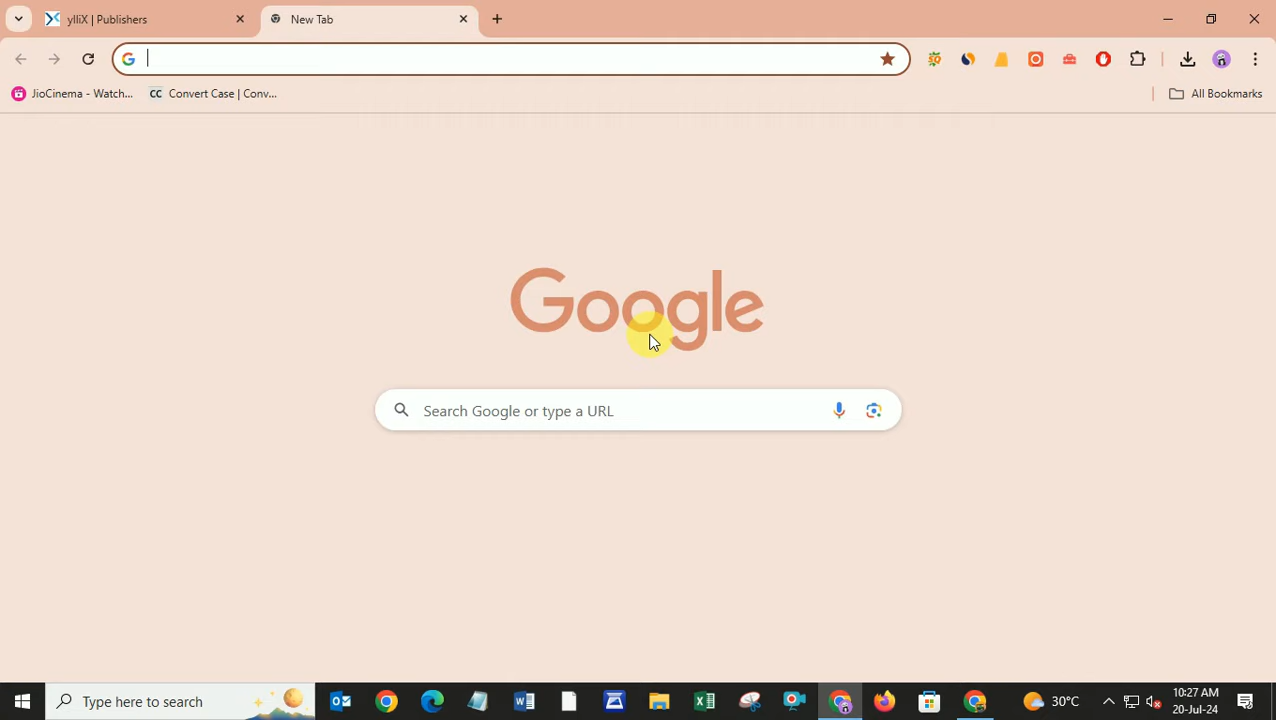 ylliX | Publishers
New Tab
JioCinema - Watch...
CC Convert Case | Conv...
All Bookmarks
Google
Search Google or type a URL
Type here to search
30°C
10:27 AM
20-Jul-24